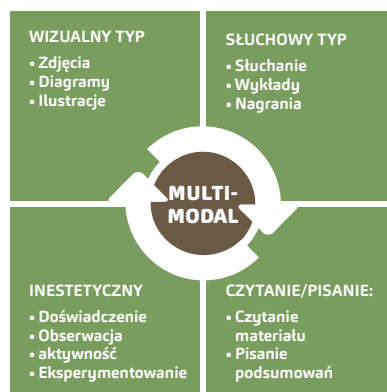 WIZUALNY TYP
• Zdjęcia
• Diagramy
• Ilustracje
SŁUCHOWY TYP
• Słuchanie
• Wykłady
• Nagrania
MULTI-
MODAL
INESTETYCZNY
• Doświadczenie
• Obserwacja
• aktywność
• Eksperymentowanie
CZYTANIE/PISANIE:
• Czytanie
materiału
• Pisanie
podsumowań